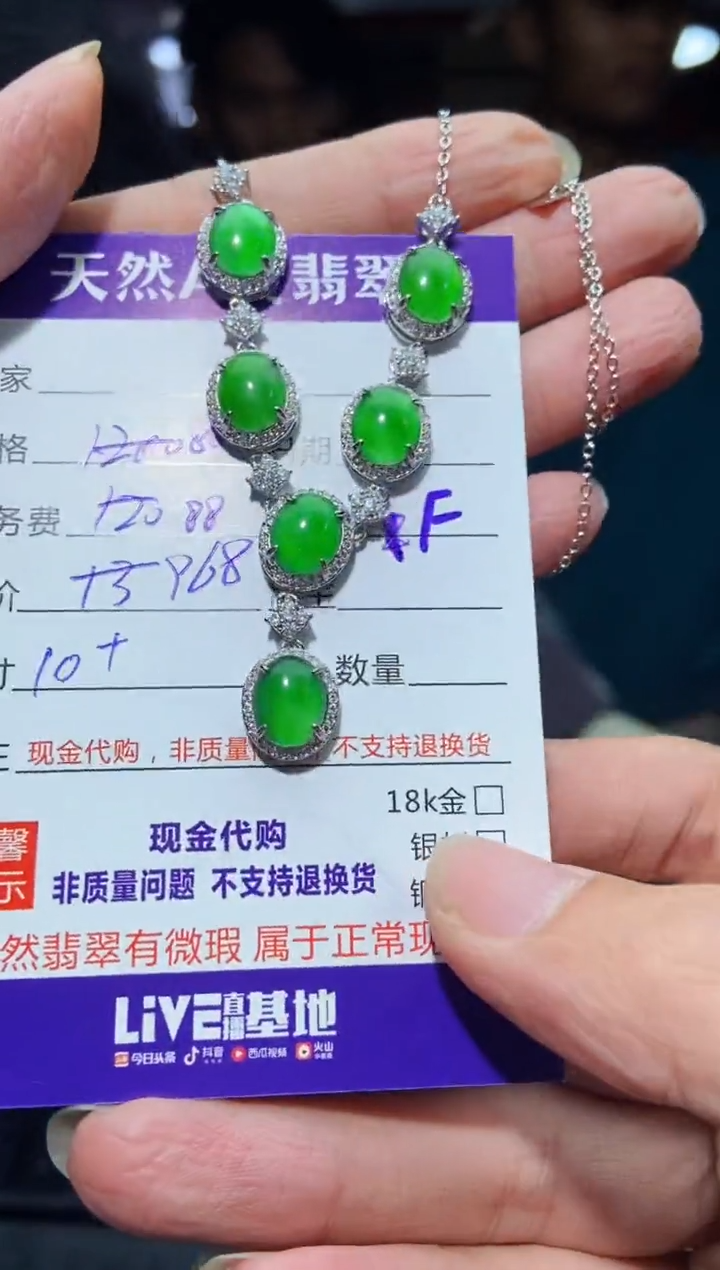 天然A 翡翠
家
格 期
务费 12088 F
价 +3968
寸 10+ 数量
现金代购，非质量 不支持退换货
18k金
现金代购 银
馨
示
非质量问题 不支持退换货
然翡翠有微瑕 属于正常现
LiVE直播基地
今日头条 抖音 西瓜视频 火山